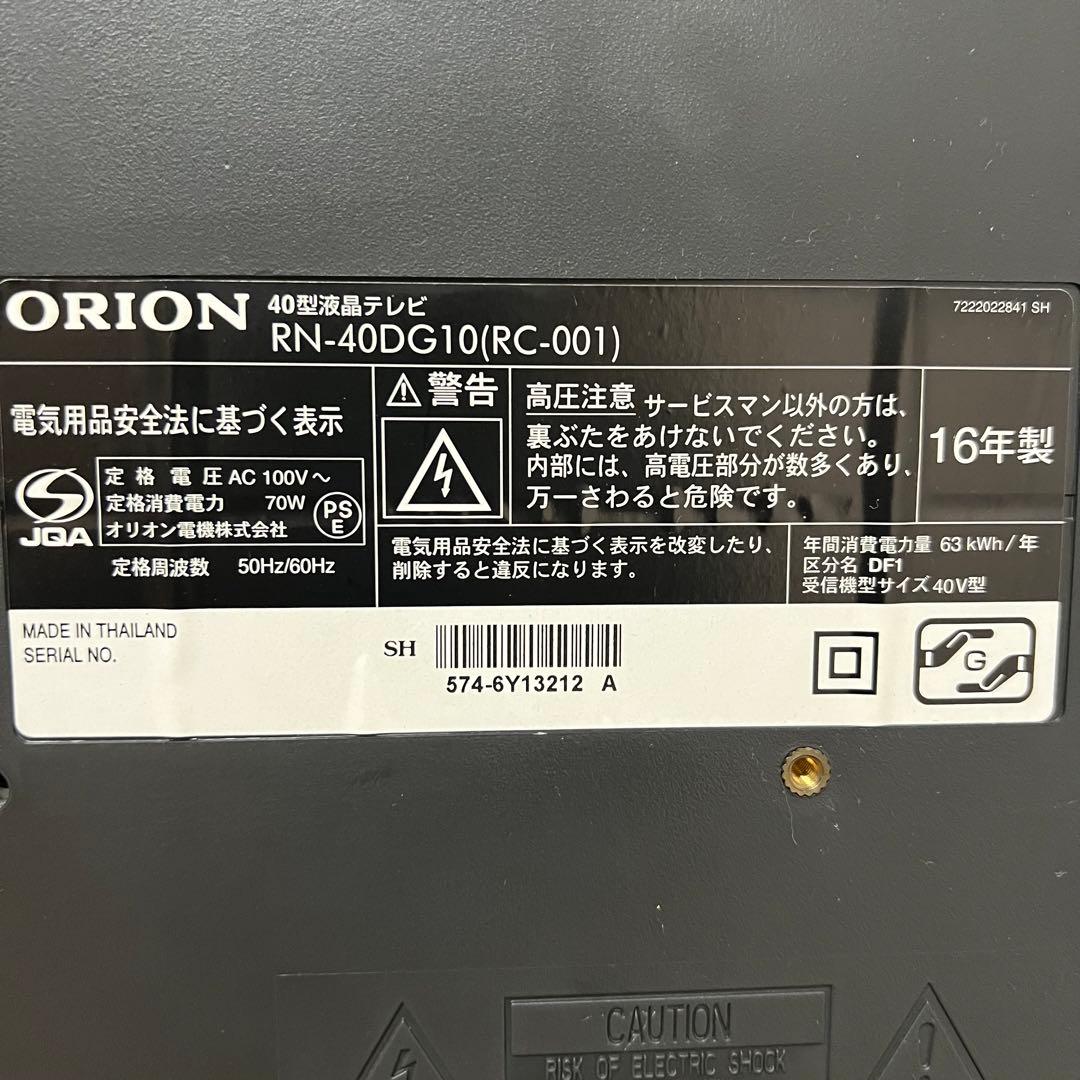 ORION 40型液晶テレビ
RN-40DG10(RC-001)
7222022841 SH
電気用品安全法に基づく表示
JQA
定格電圧 AC 100V～
定格消費電力 70W
オリオン電機株式会社
PS
E
定格周波数 50Hz/60Hz
警告
高圧注意 サービスマン以外の方は、
裏ぶたをあけないでください。
内部には、高電圧部分が数多くあり、
万一さわると危険です。
16年製
電気用品安全法に基づく表示を改変したり、
削除すると違反になります。
年間消費電力量 63 kWh/年
区分名 DF1
受信機型サイズ 40V型
MADE IN THAILAND
SERIAL NO.
SH
574-6Y13212 A
G
CAUTION
RISK OF ELECTRIC SHOCK